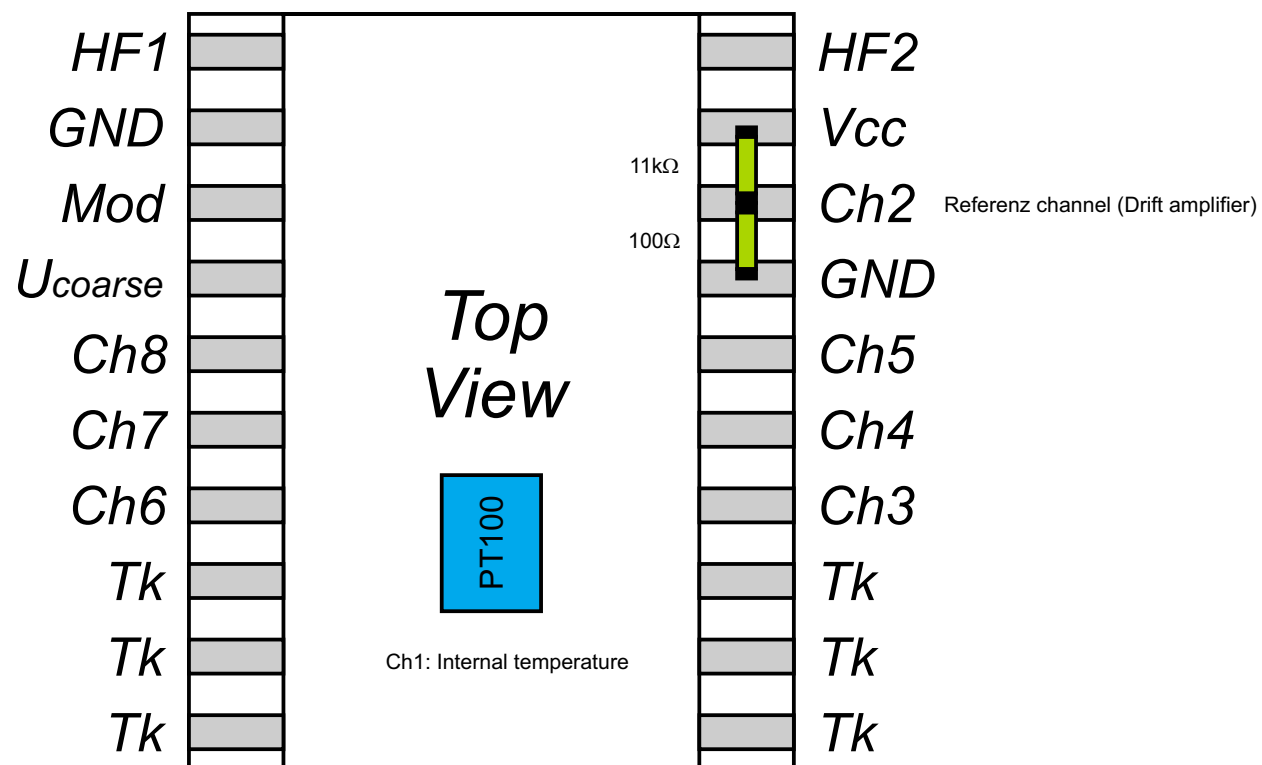 HF1
HF2
GND
Vcc
11kΩ
Mod
Ch2
Referenz channel (Drift amplifier)
100Ω
Ucoarse
GND
Top
View
Ch8
Ch5
Ch7
Ch4
Ch6
Ch3
PT100
Tk
Tk
Ch1: Internal temperature
Tk
Tk
Tk
Tk